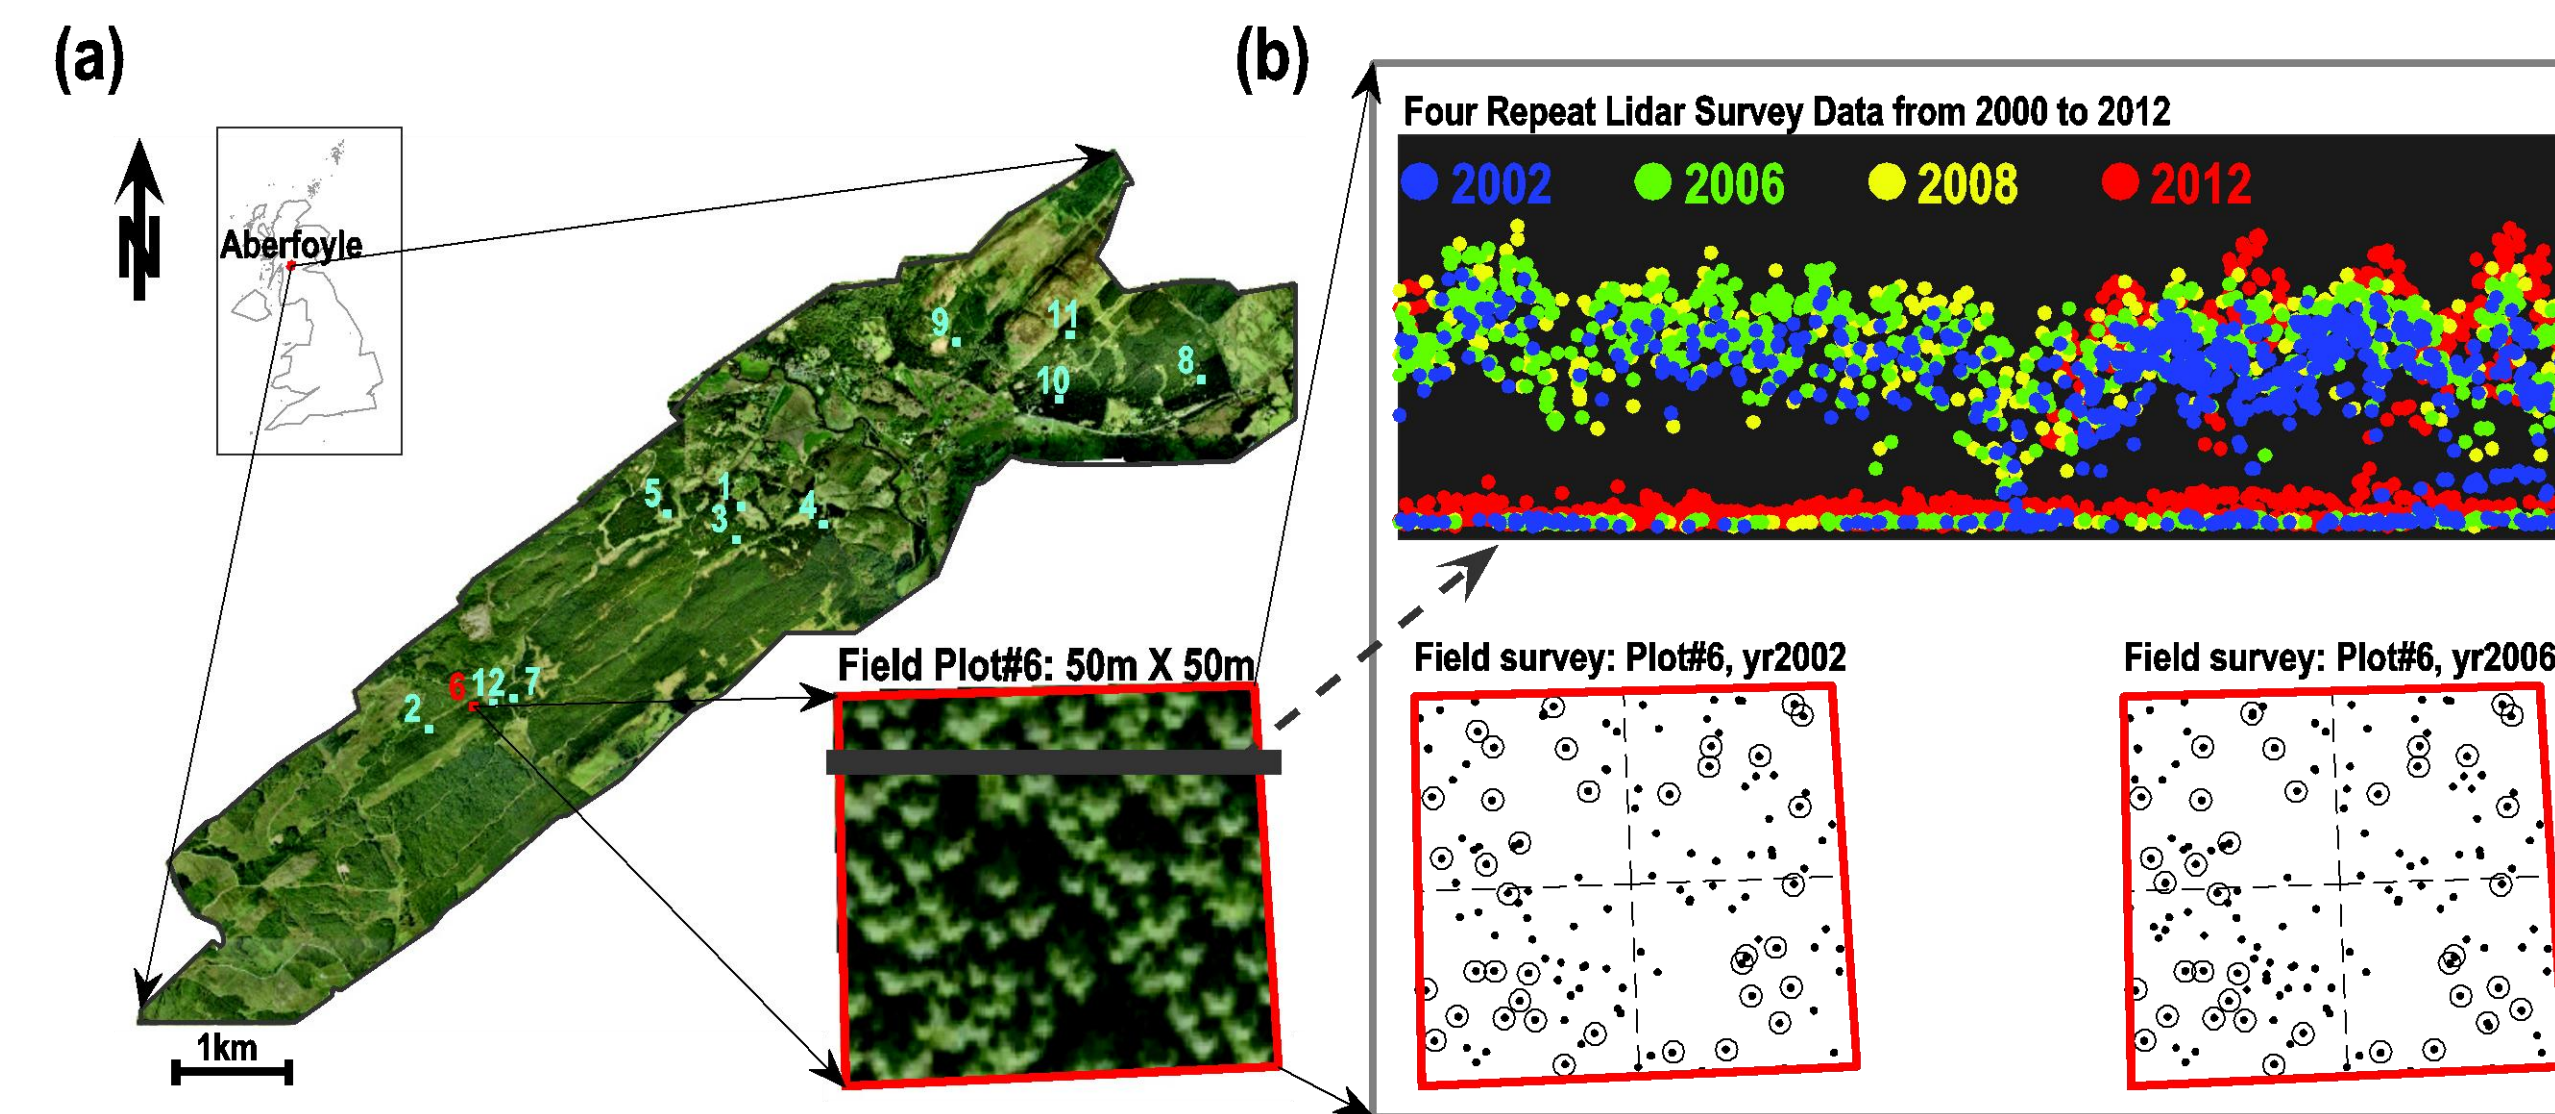 (a)
(b)
N
Aberfoyle
Four Repeat Lidar Survey Data from 2000 to 2012
2002 2006 2008 2012
9
11
8
10
5
1
3
4
6
12
7
2
Field Plot#6: 50m X 50m
1km
Field survey: Plot#6, yr2002
Field survey: Plot#6, yr2006